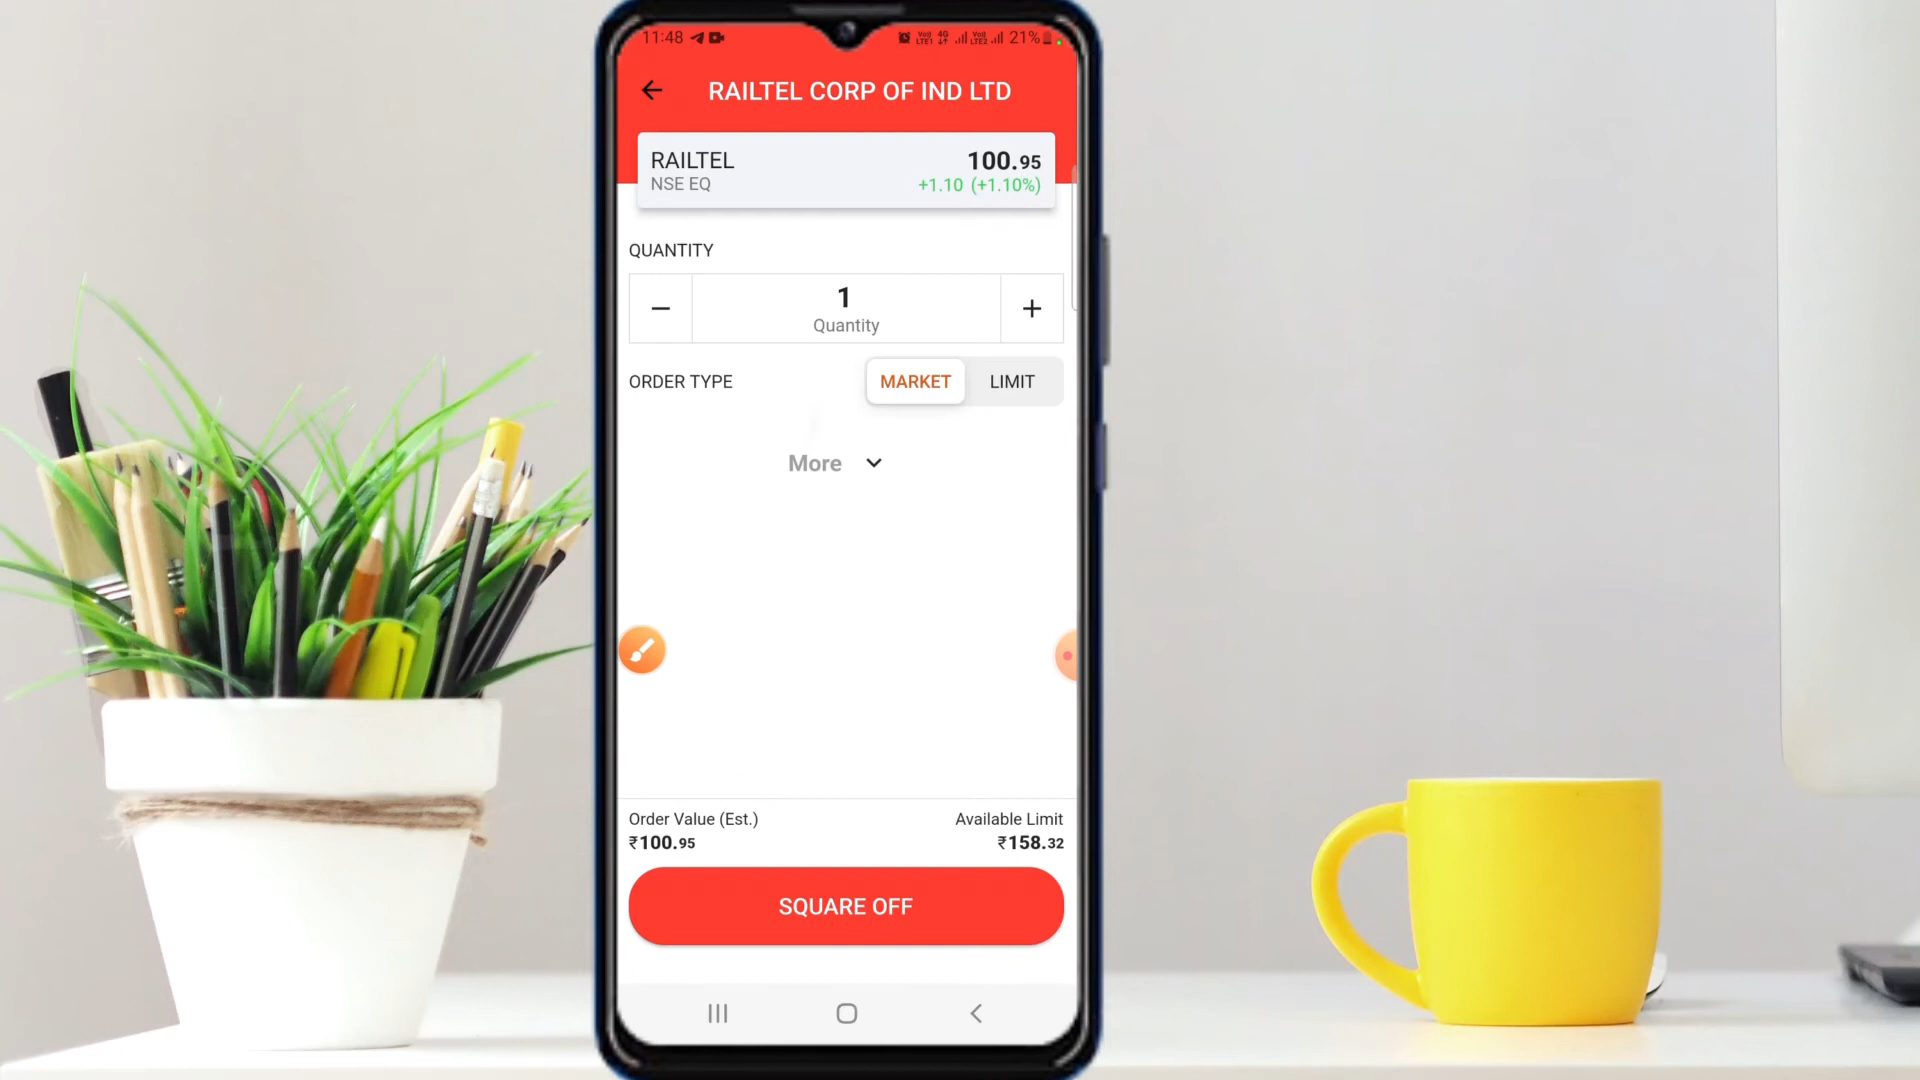 11:48 21%
RAILTEL CORP OF IND LTD
RAILTEL 100.95
NSE EQ +1.10 (+1.10%)
QUANTITY
1
Quantity
ORDER TYPE MARKET LIMIT
More
Order Value (Est.) Available Limit
₹100.95 ₹158.32
SQUARE OFF